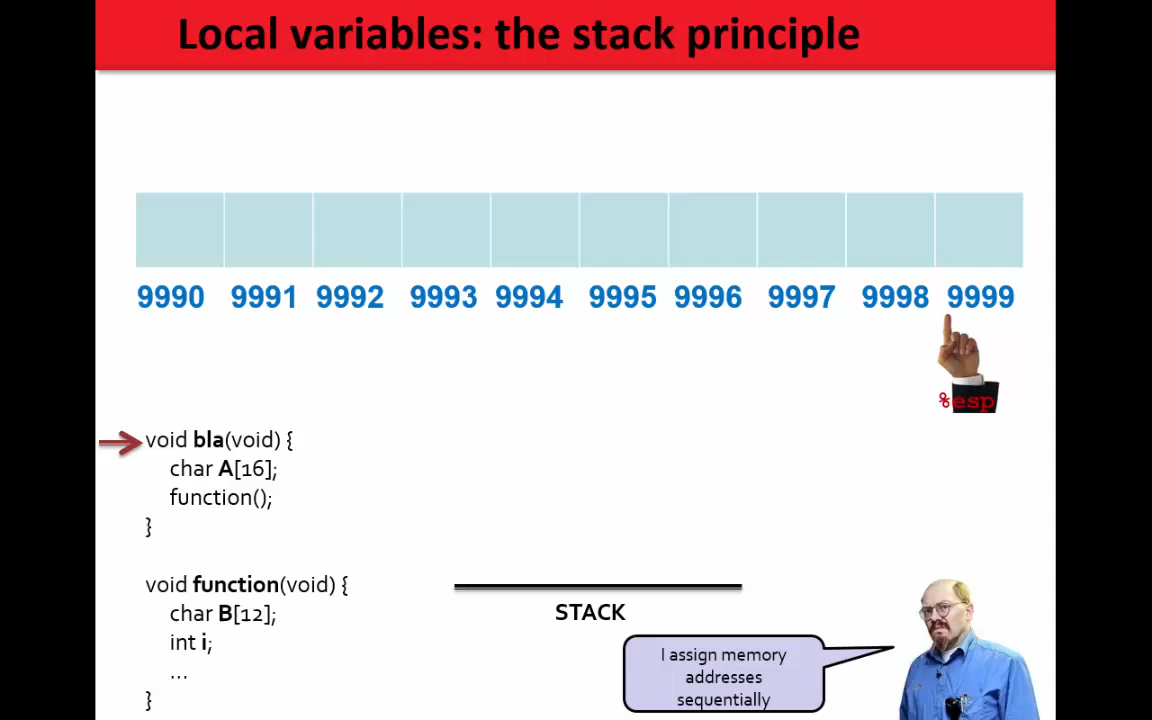 Local variables: the stack principle
9990 9991 9992 9993 9994 9995 9996 9997 9998 9999
%esp
void bla(void) {
char A[16];
function();
}
void function(void) {
char B[12];
int i;
...
}
STACK
I assign memory
addresses
sequentially